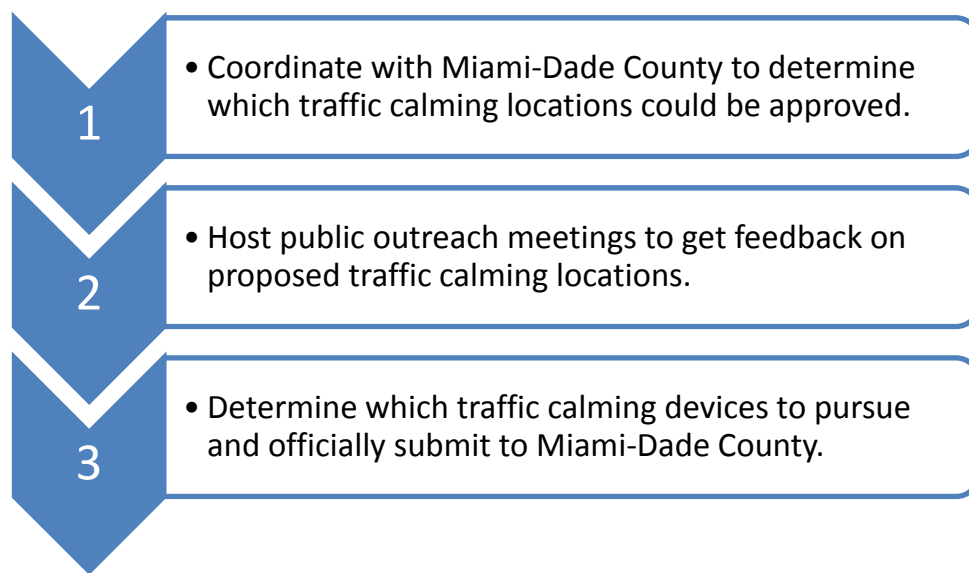 1
• Coordinate with Miami-Dade County to determine
which traffic calming locations could be approved.
2
• Host public outreach meetings to get feedback on
proposed traffic calming locations.
3
• Determine which traffic calming devices to pursue
and officially submit to Miami-Dade County.